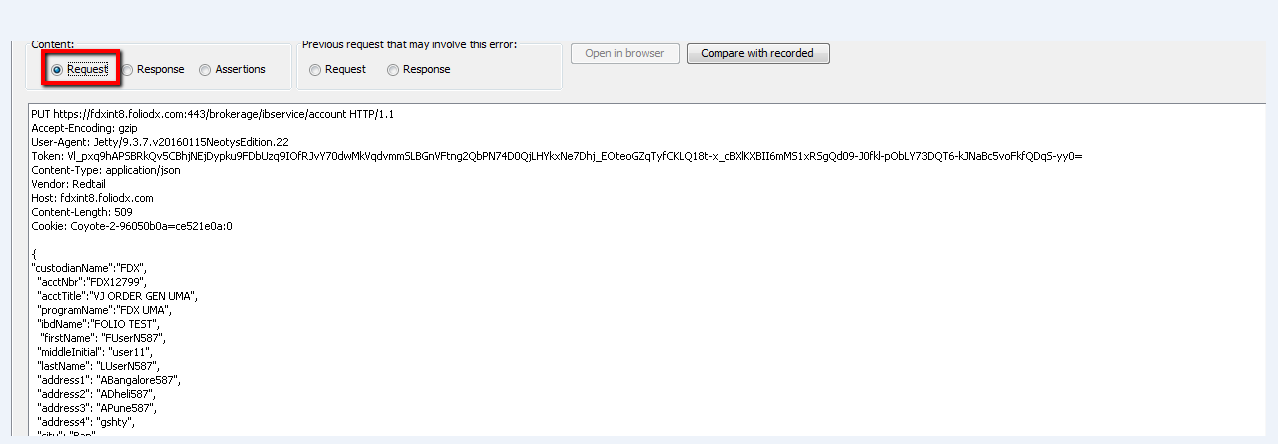 Content: Previous request that may involve this error:
Request Response Assertions Request Response Open in browser Compare with recorded
PUT https://fdxint8.foliodx.com:443/brokerage/ibservice/account HTTP/1.1
Accept-Encoding: gzip
User-Agent: Jetty/9.3.7.v20160115NeotysEdition.22
Token: Vl_pxq9hAPSBRkQv5CBhjNEjDypku9FDbUzq9IOfRJvY70dwMkVqdvmmSLBGnVFtng2QbPN74D0QjLHYkxNe7Dhj_EOteoGZqTyfCKLQ18t-x_cBXlKXBII6mMS1xRSgQd09-J0fkl-pObLY73DQT6-kJNaBc5voFkfQDqS-yy0=
Content-Type: application/json
Vendor: Redtail
Host: fdxint8.foliodx.com
Content-Length: 509
Cookie: Coyote-2-96050b0a=ce521e0a:0
{
"custodianName":"FDX",
"acctNbr":"FDX12799",
"acctTitle":"VJ ORDER GEN UMA",
"programName":"FDX UMA",
"ibdName":"FOLIO TEST",
"firstName": "FUserN587",
"middleInitial": "user11",
"lastName": "LUserN587",
"address1": "ABangalore587",
"address2": "ADheli587",
"address3": "APune587",
"address4": "gshty",
"city": "Ban"